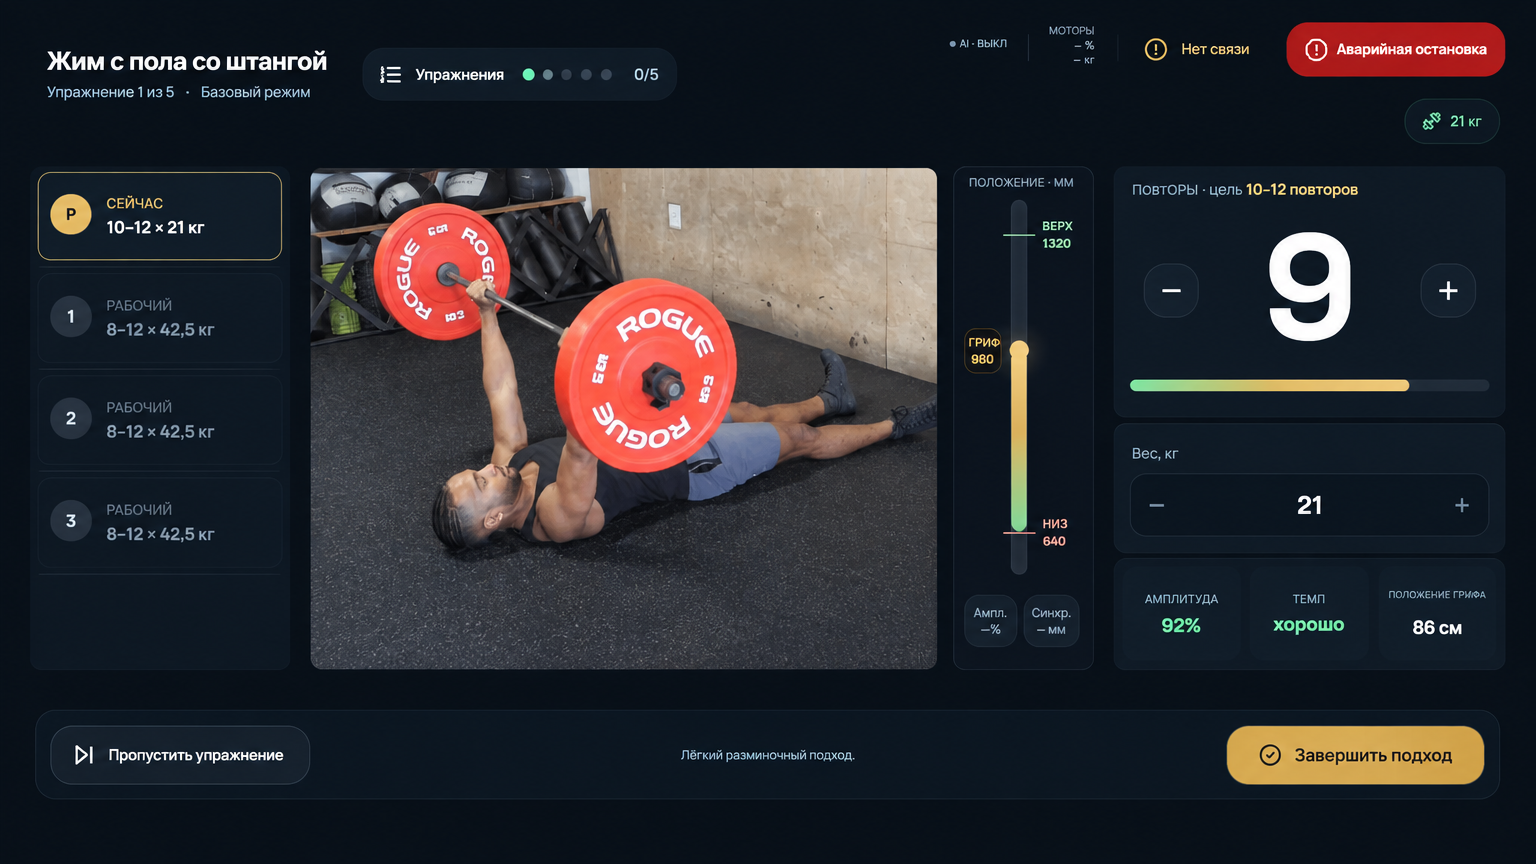 Жим с пола со штангой
Упражнение 1 из 5 · Базовый режим
Упражнения 0/5
AI · ВЫКЛ
МОТОРЫ
– %
– кг
Нет связи
Аварийная остановка
21 кг
Р
СЕЙЧАС
10–12 × 21 кг
1
РАБОЧИЙ
8–12 × 42,5 кг
2
РАБОЧИЙ
8–12 × 42,5 кг
3
РАБОЧИЙ
8–12 × 42,5 кг
ROGUE
ROGUE
ROGUE
ROGUE
ПОЛОЖЕНИЕ · ММ
ВЕРХ
1320
ГРИФ
980
НИЗ
640
Ампл.
–%
Синхр.
– мм
ПОВТОРЫ · цель 10–12 повторов
− 9 +
Вес, кг
− 21 +
АМПЛИТУДА
92%
ТЕМП
хорошо
ПОЛОЖЕНИЕ ГРИФА
86 см
Пропустить упражнение
Лёгкий разминочный подход.
Завершить подход